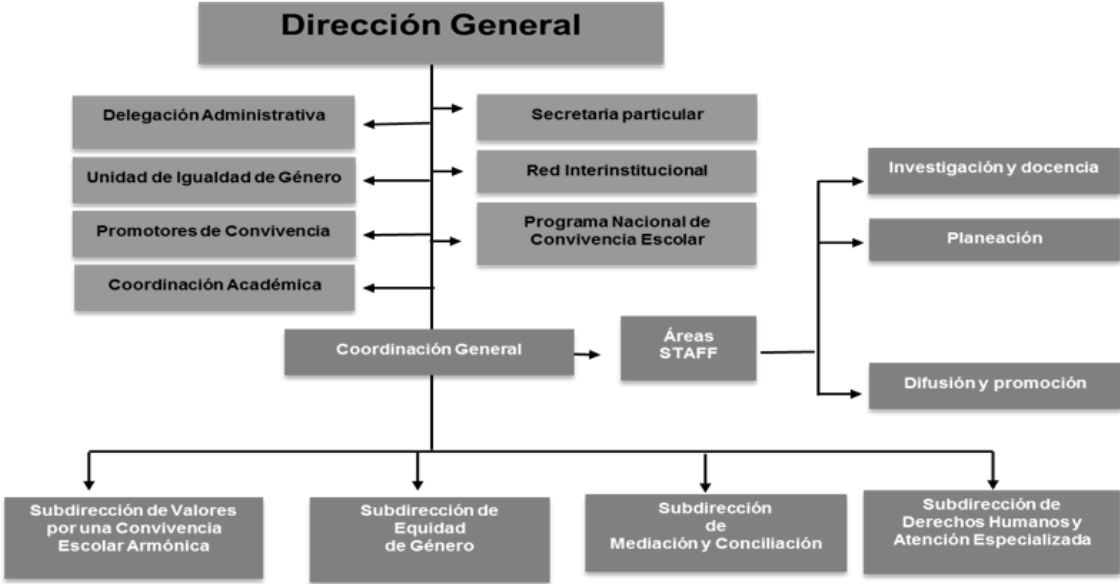 Dirección General
Delegación Administrativa
Secretaria particular
Unidad de Igualdad de Género
Red Interinstitucional
Promotores de Convivencia
Programa Nacional de
Convivencia Escolar
Coordinación Académica
Investigación y docencia
Planeación
Coordinación General
Áreas
STAFF
Difusión y promoción
Subdirección de Valores
por una Convivencia
Escolar Armónica
Subdirección de
Equidad
de Género
Subdirección
de
Mediación y Conciliación
Subdirección de
Derechos Humanos y
Atención Especializada